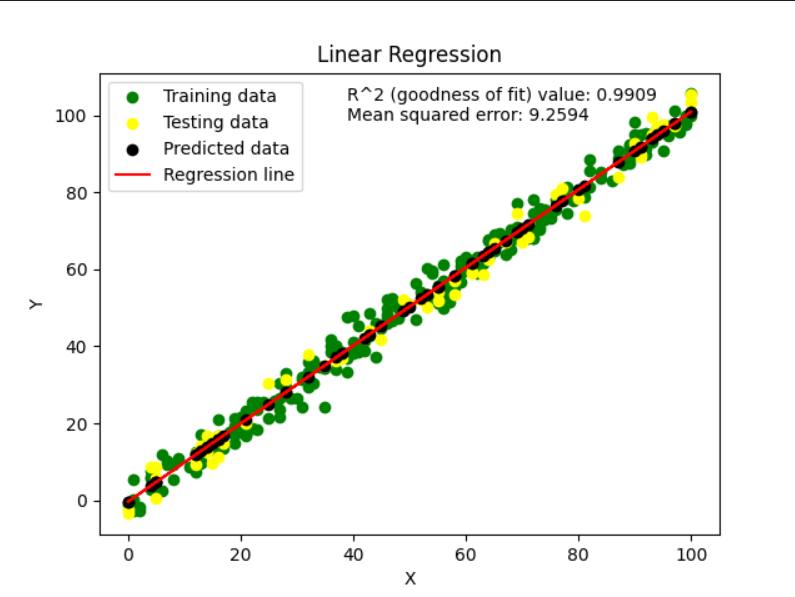 Linear Regression
Training data
Testing data
Predicted data
Regression line
R^2 (goodness of fit) value: 0.9909
Mean squared error: 9.2594
100
80
60
40
20
0
Y
0 20 40 60 80 100
X